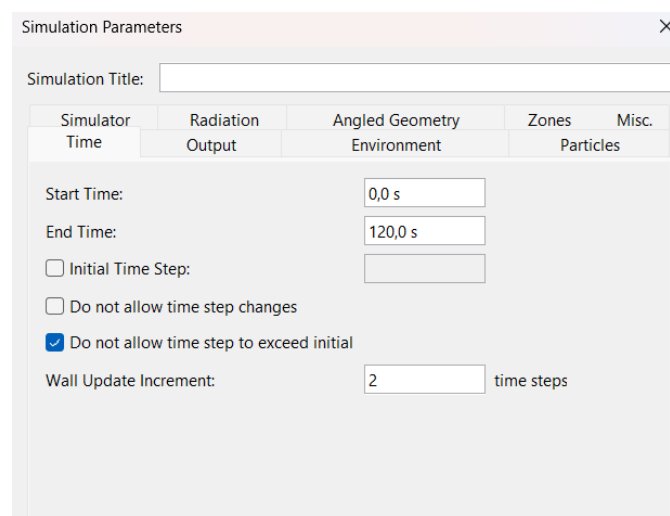 Simulation Parameters
Simulation Title:
Simulator Radiation Angled Geometry Zones Misc.
Time Output Environment Particles
Start Time: 0,0 s
End Time: 120,0 s
Initial Time Step:
Do not allow time step changes
Do not allow time step to exceed initial
Wall Update Increment: 2 time steps